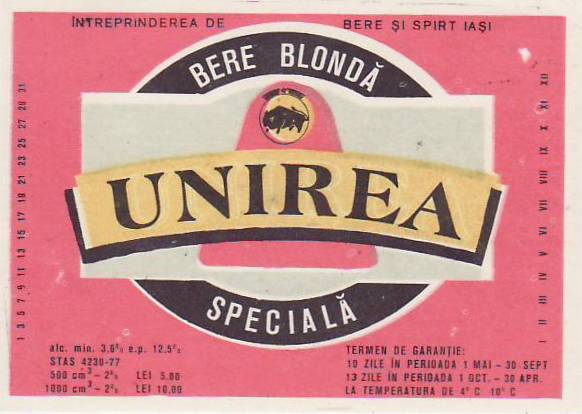 ÎNTREPRINDEREA DE BERE ȘI SPIRT IAȘI
BERE BLONDĂ
UNIREA
SPECIALĂ
1 3 5 7 9 11 13 15 17 19 21 23 25 27 29 31
I II III IV V VI VII VIII IX X XI XII
alc. min. 3,6% e.p. 12,5%
STAS 4230-77
500 cm³ – 2% LEI 5,00
1000 cm³ – 2% LEI 10,00
TERMEN DE GARANȚIE:
10 ZILE ÎN PERIOADA 1 MAI - 30 SEPT
13 ZILE ÎN PERIOADA 1 OCT. - 30 APR.
LA TEMPERATURA DE 4° C 10° C